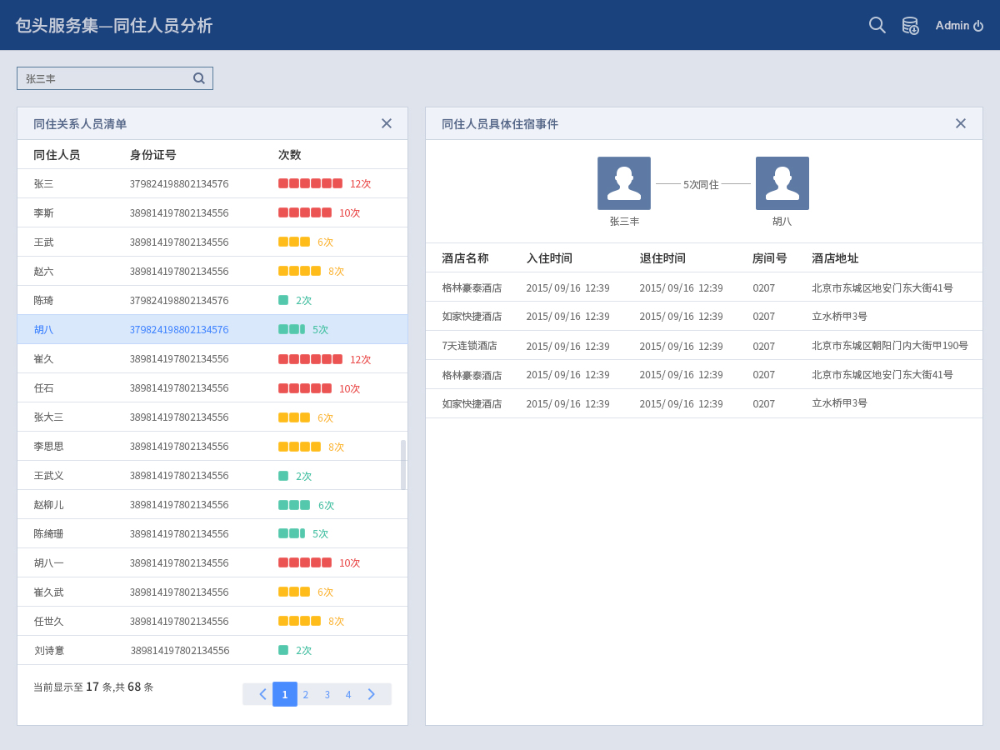 包头服务集—同住人员分析
Admin
张三丰
同住关系人员清单
同住人员 身份证号 次数
张三 379824198802134576 12次
李斯 389814197802134556 10次
王武 389814197802134556 6次
赵六 389814197802134556 8次
陈琦 379824198802134576 2次
胡八 379824198802134576 5次
崔久 389814197802134556 12次
任石 389814197802134556 10次
张大三 389814197802134556 6次
李思思 389814197802134556 8次
王武义 389814197802134556 2次
赵柳儿 389814197802134556 6次
陈绮珊 389814197802134556 5次
胡八一 389814197802134556 10次
崔久武 389814197802134556 6次
任世久 389814197802134556 8次
刘诗意 389814197802134556 2次
当前显示至 17 条,共 68 条
1 2 3 4
同住人员具体住宿事件
5次同住
张三丰 胡八
酒店名称 入住时间 退住时间 房间号 酒店地址
格林豪泰酒店 2015/ 09/16 12:39 2015/ 09/16 12:39 0207 北京市东城区地安门东大街41号
如家快捷酒店 2015/ 09/16 12:39 2015/ 09/16 12:39 0207 立水桥甲3号
7天连锁酒店 2015/ 09/16 12:39 2015/ 09/16 12:39 0207 北京市东城区朝阳门内大街甲190号
格林豪泰酒店 2015/ 09/16 12:39 2015/ 09/16 12:39 0207 北京市东城区地安门东大街41号
如家快捷酒店 2015/ 09/16 12:39 2015/ 09/16 12:39 0207 立水桥甲3号